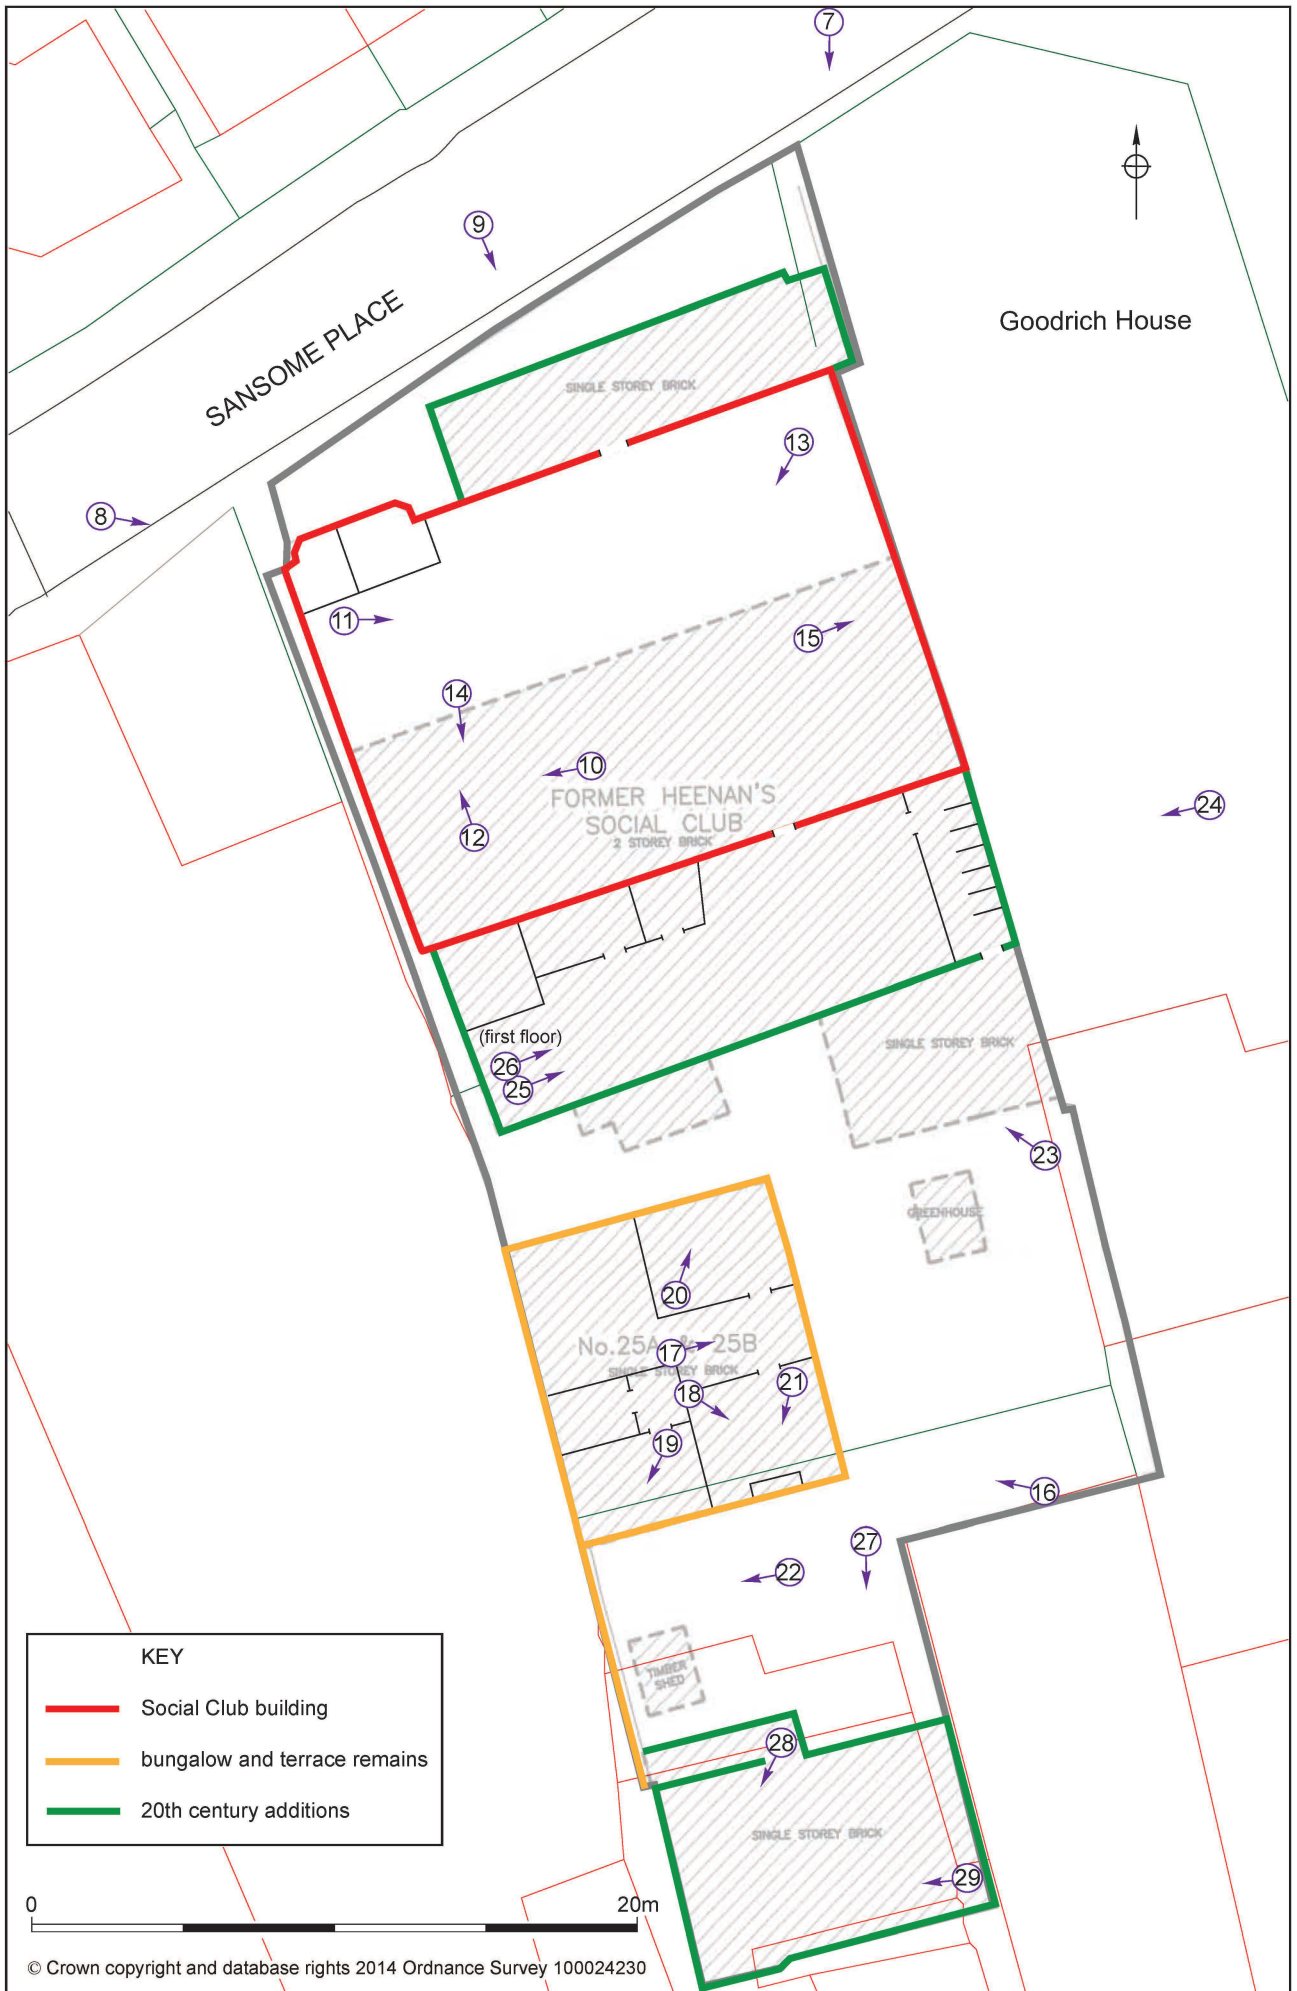 7
9
SANSOME PLACE
Goodrich House
SINGLE STOREY BRICK
13
8
11
15
14
10
FORMER HEENAN'S
SOCIAL CLUB
2 STOREY BRICK
24
12
(first floor)
26
25
SINGLE STOREY BRICK
23
GREENHOUSE
20
No.25A & 25B
17
SINGLE STOREY BRICK
18
21
19
16
27
22
TIMBER
SHED
28
SINGLE STOREY BRICK
29
KEY
Social Club building
bungalow and terrace remains
20th century additions
0
20m
© Crown copyright and database rights 2014 Ordnance Survey 100024230